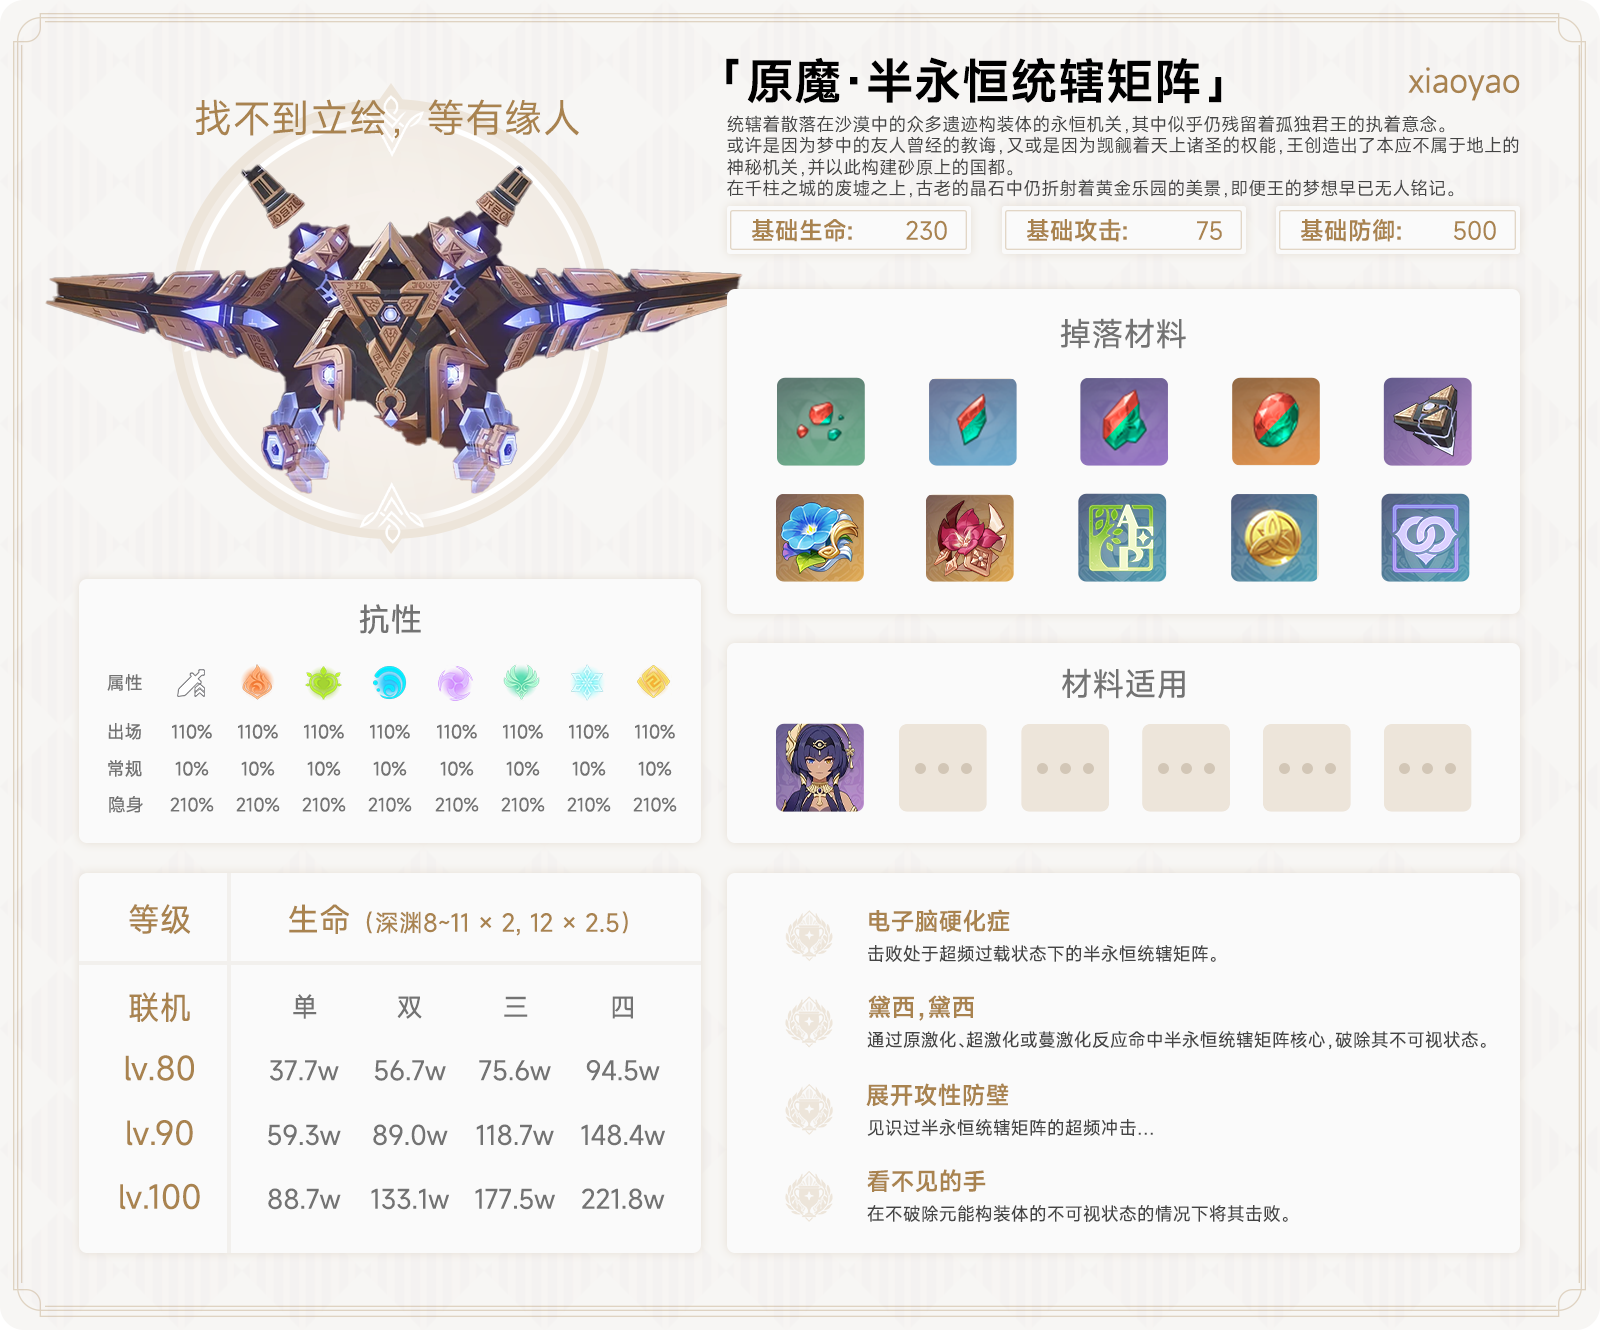 找不到立绘，等有缘人
「原魔·半永恒统辖矩阵」
xiaoyao
统辖着散落在沙漠中的众多遗迹构装体的永恒机关,其中似乎仍残留着孤独君王的执着意念。
或许是因为梦中的友人曾经的教诲,又或是因为觊觎着天上诸圣的权能,王创造出了本应不属于地上的
神秘机关,并以此构建砂原上的国都。
在千柱之城的废墟之上,古老的晶石中仍折射着黄金乐园的美景,即便王的梦想早已无人铭记。
基础生命: 230
基础攻击: 75
基础防御: 500
掉落材料
AEP
材料适用
抗性
属性
出场 110% 110% 110% 110% 110% 110% 110% 110%
常规 10% 10% 10% 10% 10% 10% 10% 10%
隐身 210% 210% 210% 210% 210% 210% 210% 210%
等级 生命（深渊8~11 × 2, 12 × 2.5）
联机 单 双 三 四
lv.80 37.7w 56.7w 75.6w 94.5w
lv.90 59.3w 89.0w 118.7w 148.4w
lv.100 88.7w 133.1w 177.5w 221.8w
电子脑硬化症
击败处于超频过载状态下的半永恒统辖矩阵。
黛西,黛西
通过原激化、超激化或蔓激化反应命中半永恒统辖矩阵核心,破除其不可视状态。
展开攻性防壁
见识过半永恒统辖矩阵的超频冲击...
看不见的手
在不破除元能构装体的不可视状态的情况下将其击败。